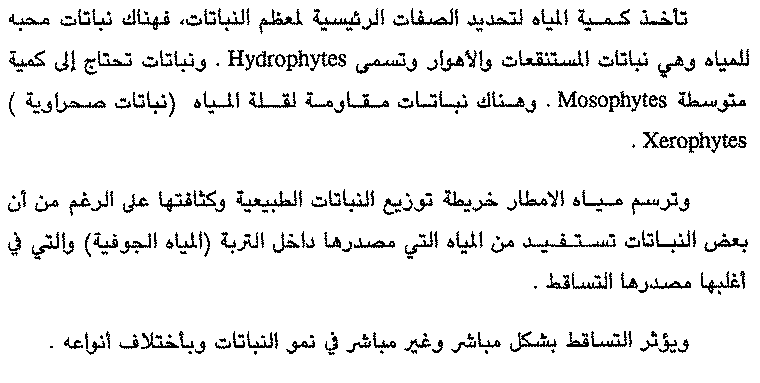 تأخذ كمية المياه لتحديد الصفات الرئيسية لمعظم النباتات، فهناك نباتات محبه
للمياه وهي نباتات المستنقعات والأهوار وتسمى Hydrophytes . ونباتات تحتاج إلى كمية
متوسطة Mosophytes . وهناك نباتات مقاومة لقلة المياه (نباتات صحراوية )
Xerophytes .
وترسم مياه الامطار خريطة توزيع النباتات الطبيعية وكثافتها على الرغم من أن
بعض النباتات تستفيد من المياه التي مصدرها داخل التربة (المياه الجوفية) والتي في
أغلبها مصدرها التساقط .
ويؤثر التساقط بشكل مباشر وغير مباشر في نمو النباتات وبأختلاف أنواعه .